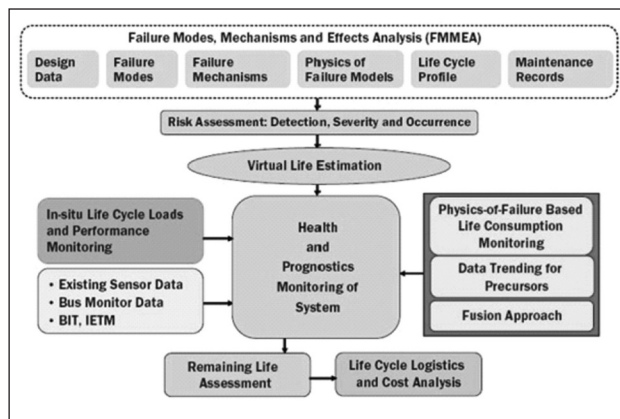 Failure Modes, Mechanisms and Effects Analysis (FMMEA)
Design
Data
Failure
Modes
Failure
Mechanisms
Physics of
Failure Models
Life Cycle
Profile
Maintenance
Records
Risk Assessment: Detection, Severity and Occurrence
Virtual Life Estimation
In-situ Life Cycle Loads
and Performance
Monitoring
• Existing Sensor Data
• Bus Monitor Data
• BIT, IETM
Health
and
Prognostics
Monitoring of
System
Physics-of-Failure Based
Life Consumption
Monitoring
Data Trending for
Precursors
Fusion Approach
Remaining Life
Assessment
Life Cycle Logistics
and Cost Analysis